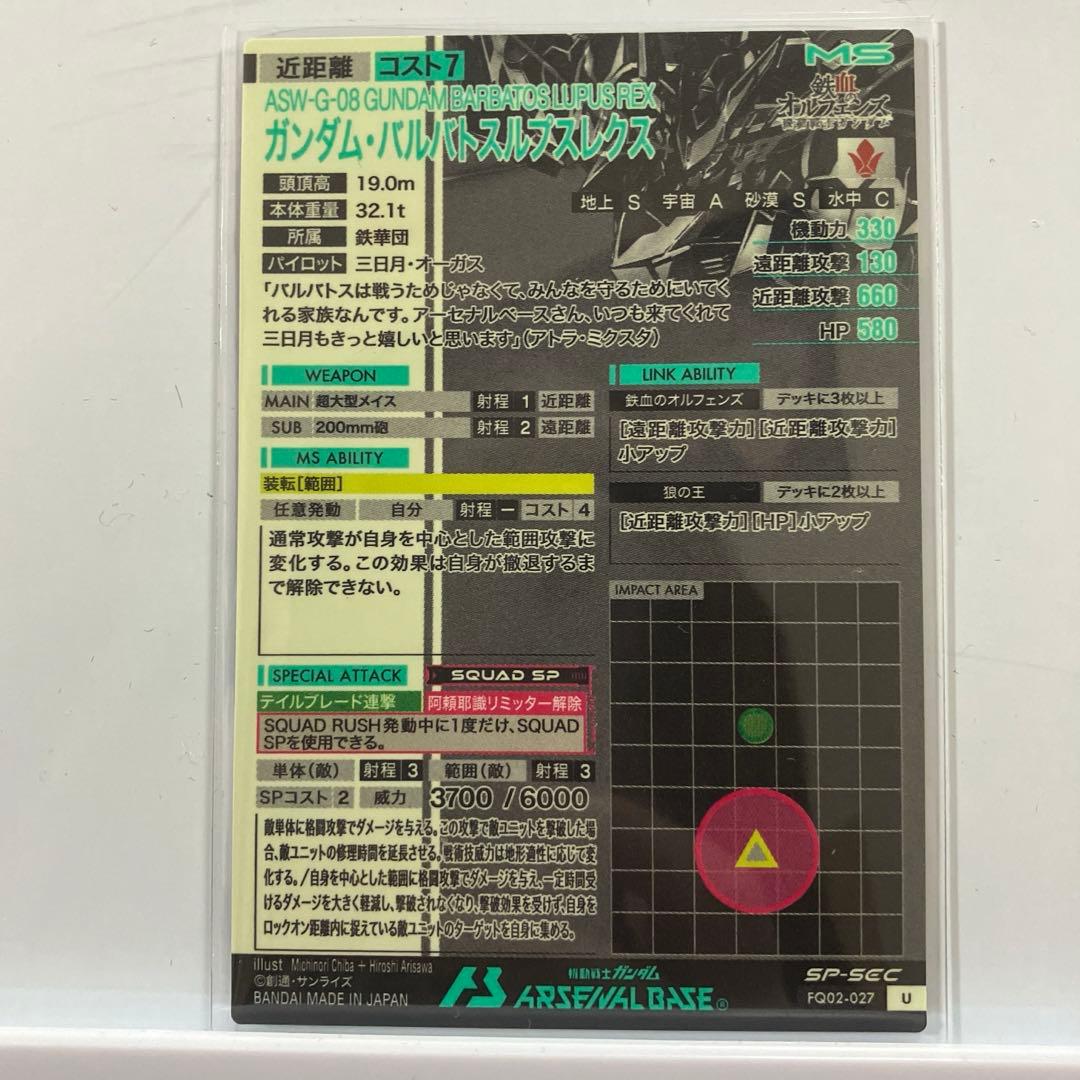 近距離 コスト7
MS
ASW-G-08 GUNDAM BARBATOS LUPUS REX
ガンダム・バルバトスルプスレクス
鉄血の
オルフェンズ
機動戦士ガンダム
頭頂高 19.0m
本体重量 32.1t
所属 鉄華団
パイロット 三日月・オーガス
地上 S 宇宙 A 砂漠 S 水中 C
機動力 330
遠距離攻撃 130
近距離攻撃 660
HP 580
「バルバトスは戦うためじゃなくて、みんなを守るためにいてく
れる家族なんです。アーセナルベースさん、いつも来てくれて
三日月もきっと嬉しいと思います」(アトラ・ミクスタ)
WEAPON
MAIN 超大型メイス 射程 1 近距離
SUB 200mm砲 射程 2 遠距離
MS ABILITY
装転[範囲]
任意発動 自分 射程 ー コスト 4
通常攻撃が自身を中心とした範囲攻撃に
変化する。この効果は自身が撤退するま
で解除できない。
LINK ABILITY
鉄血のオルフェンズ デッキに3枚以上
[遠距離攻撃力][近距離攻撃力]
小アップ
狼の王 デッキに2枚以上
[近距離攻撃力][HP]小アップ
IMPACT AREA
SPECIAL ATTACK SQUAD SP
テイルブレード連撃 阿頼耶識リミッター解除
SQUAD RUSH発動中に1度だけ、SQUAD
SPを使用できる。
単体(敵) 射程 3 範囲(敵) 射程 3
SPコスト 2 威力 3700 / 6000
敵単体に格闘攻撃でダメージを与える。この攻撃で敵ユニットを撃破した場
合、敵ユニットの修理時間を延長させる。戦術技威力は地形適性に応じて変
化する。/自身を中心とした範囲に格闘攻撃でダメージを与え、一定時間受
けるダメージを大きく軽減し、撃破されなくなり、撃破効果を受けず、自身を
ロックオン距離内に捉えている敵ユニットのターゲットを自身に集める。
illust Michinori Chiba + Hiroshi Arisawa
©創通・サンライズ
BANDAI MADE IN JAPAN
機動戦士ガンダム
ARSENAL BASE®
SP-SEC
FQ02-027 U